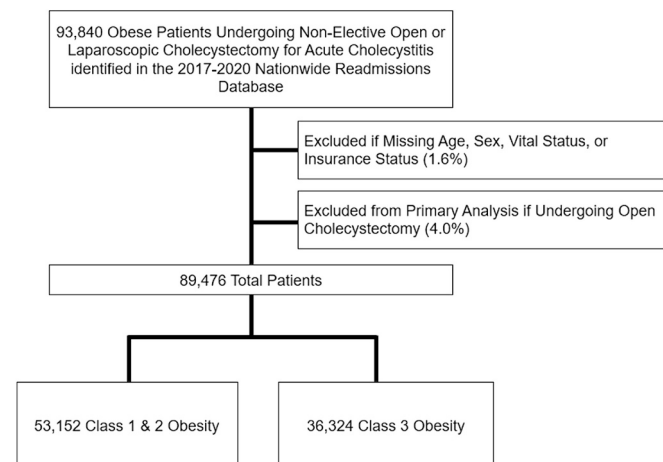 93,840 Obese Patients Undergoing Non-Elective Open or
Laparoscopic Cholecystectomy for Acute Cholecystitis
identified in the 2017-2020 Nationwide Readmissions
Database
Excluded if Missing Age, Sex, Vital Status, or
Insurance Status (1.6%)
Excluded from Primary Analysis if Undergoing Open
Cholecystectomy (4.0%)
89,476 Total Patients
53,152 Class 1 & 2 Obesity
36,324 Class 3 Obesity